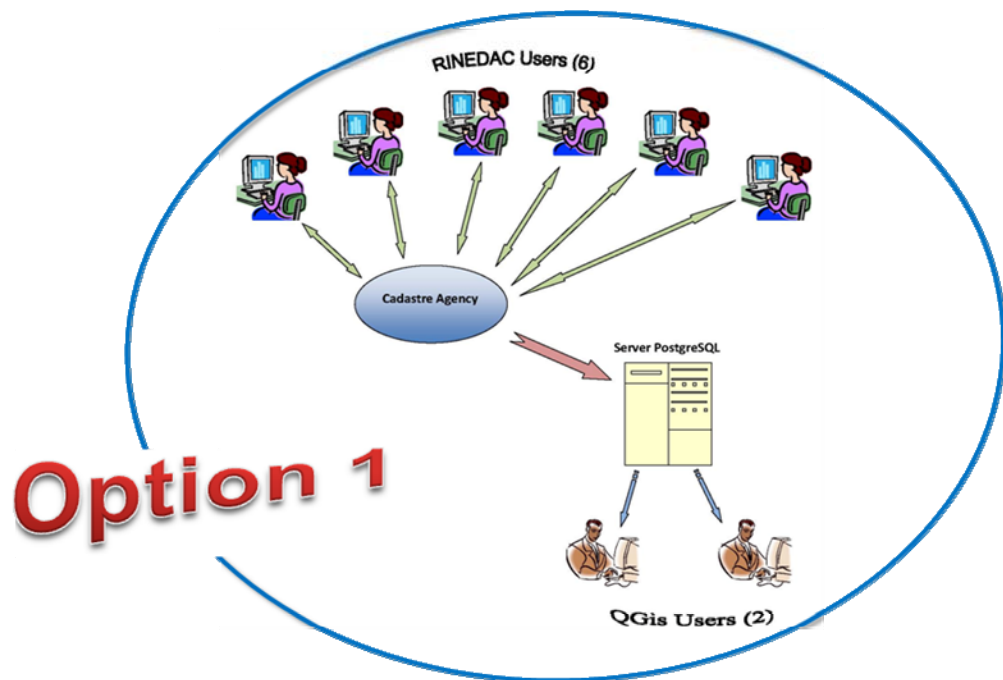 RINEDAC Users (6)
Cadastre Agency
Server PostgreSQL
Option 1
QGis Users (2)